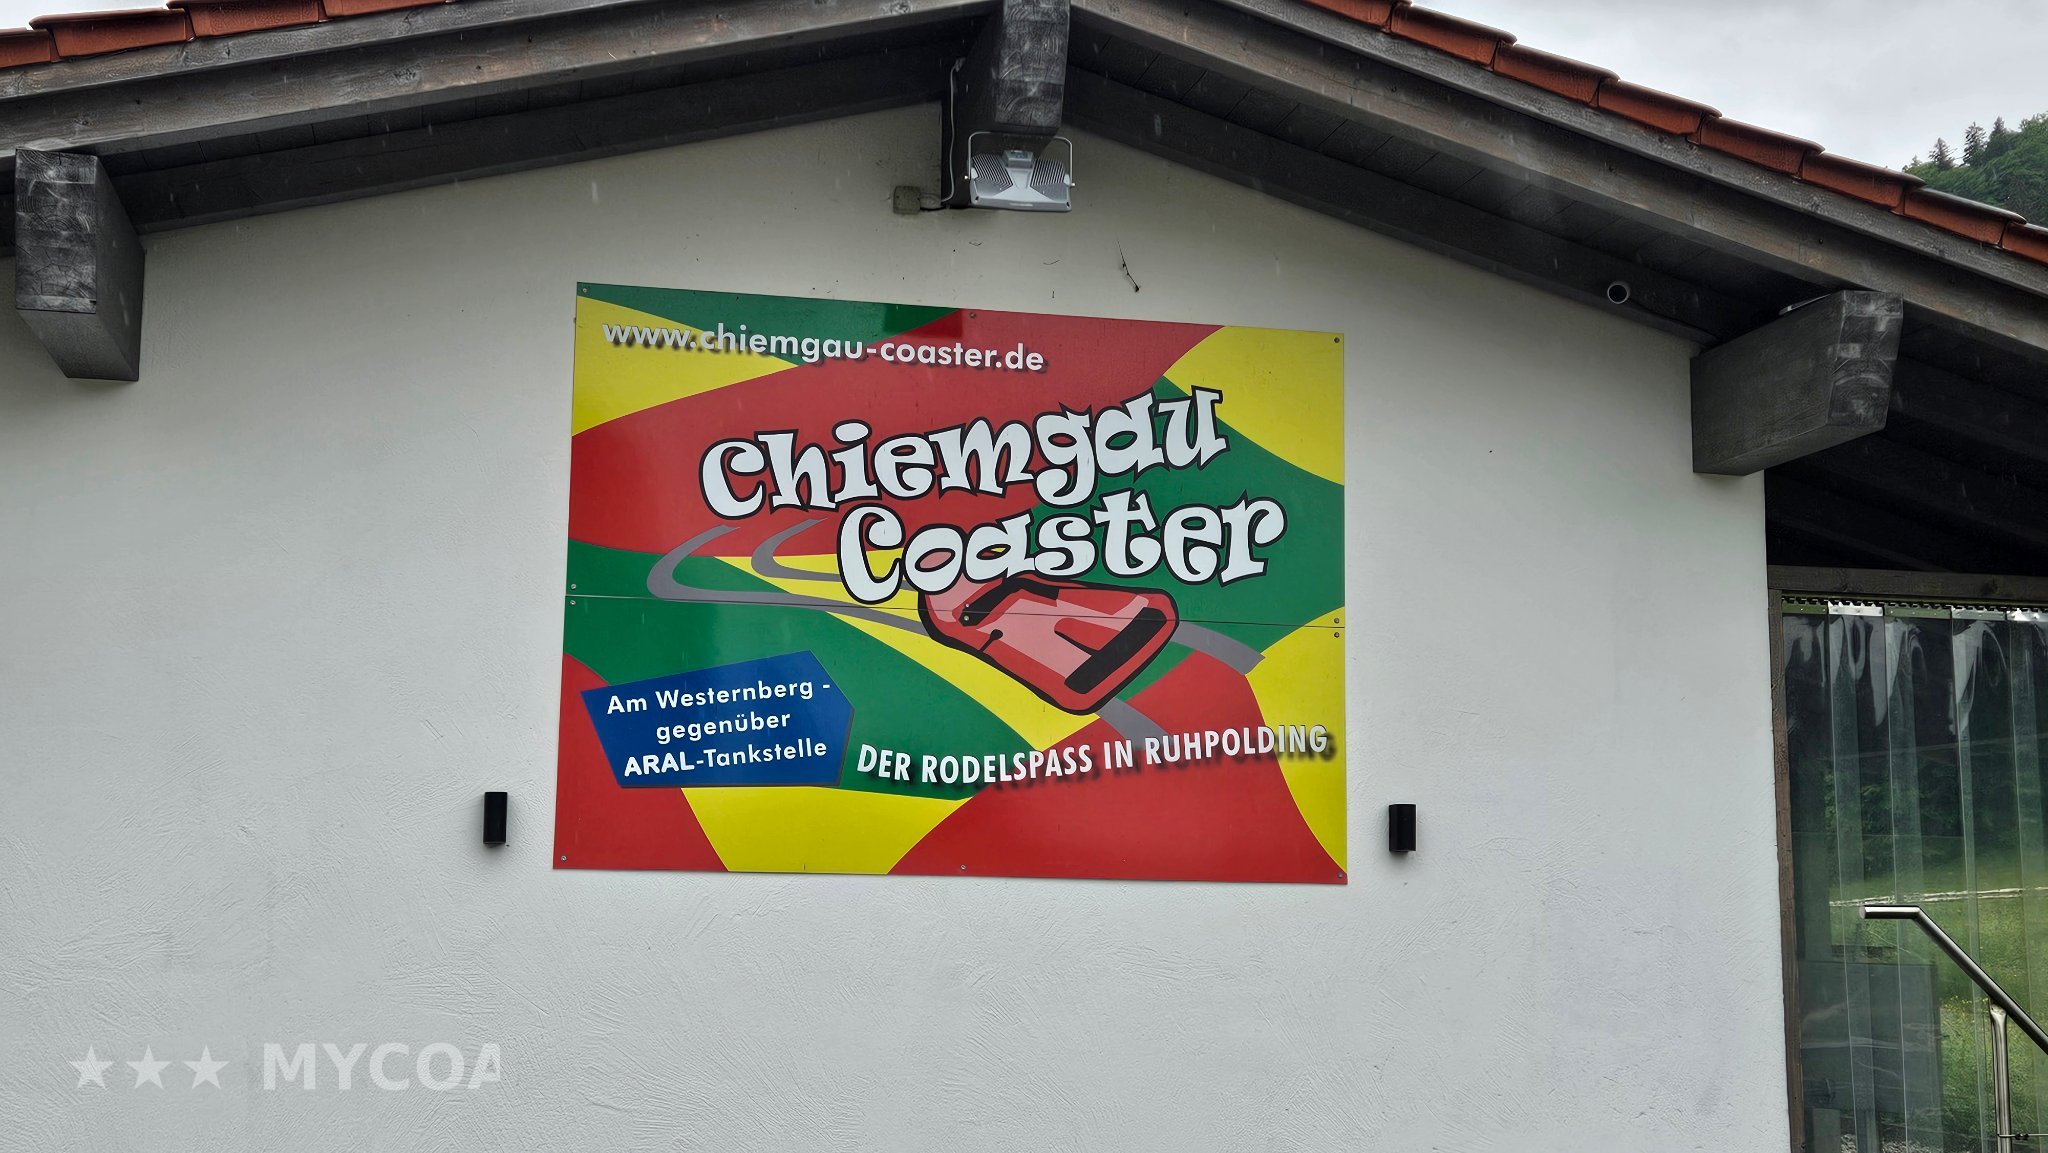 www.chiemgau-coaster.de
Chiemgau
Coaster
Am Westernberg -
gegenüber
ARAL-Tankstelle
DER RODELSPASS IN RUHPOLDING
★★★ MYCOA